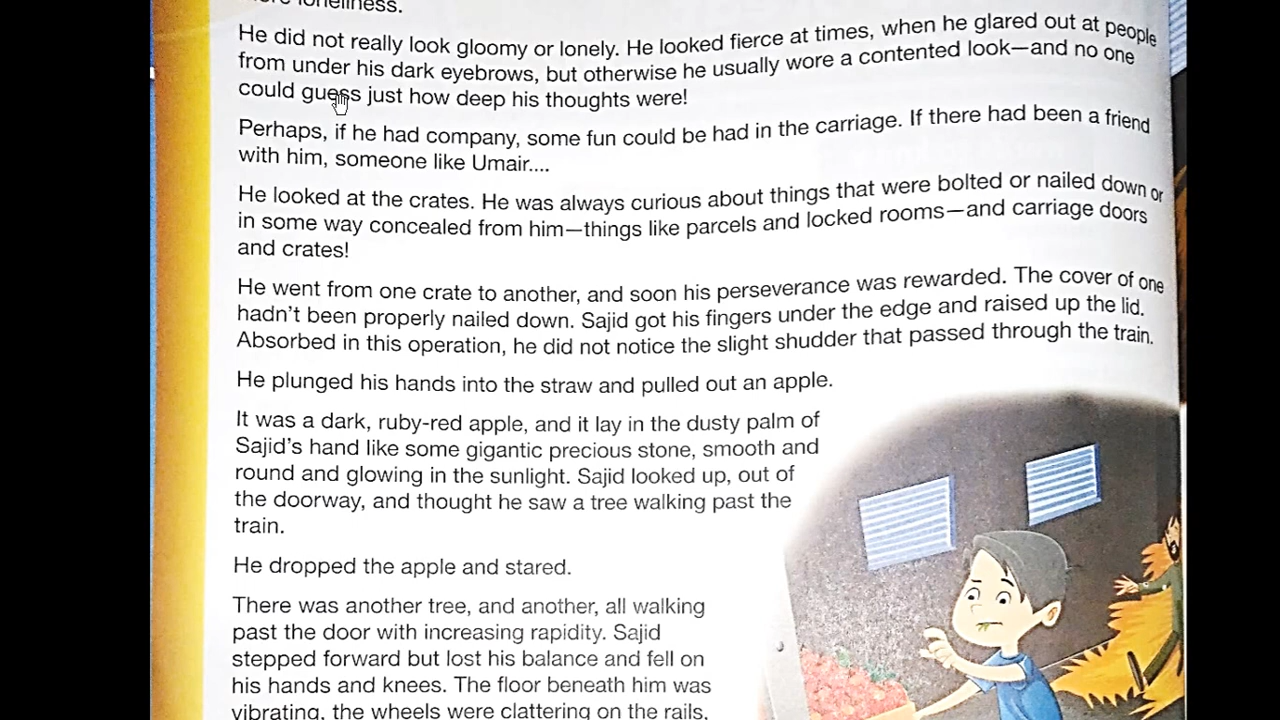 loneliness.
He did not really look gloomy or lonely. He looked fierce at times, when he glared out at people
from under his dark eyebrows, but otherwise he usually wore a contented look—and no one
could guess just how deep his thoughts were!
Perhaps, if he had company, some fun could be had in the carriage. If there had been a friend
with him, someone like Umair....
He looked at the crates. He was always curious about things that were bolted or nailed down or
in some way concealed from him—things like parcels and locked rooms—and carriage doors
and crates!
He went from one crate to another, and soon his perseverance was rewarded. The cover of one
hadn't been properly nailed down. Sajid got his fingers under the edge and raised up the lid.
Absorbed in this operation, he did not notice the slight shudder that passed through the train.
He plunged his hands into the straw and pulled out an apple.
It was a dark, ruby-red apple, and it lay in the dusty palm of
Sajid's hand like some gigantic precious stone, smooth and
round and glowing in the sunlight. Sajid looked up, out of
the doorway, and thought he saw a tree walking past the
train.
He dropped the apple and stared.
There was another tree, and another, all walking
past the door with increasing rapidity. Sajid
stepped forward but lost his balance and fell on
his hands and knees. The floor beneath him was
vibrating, the wheels were clattering on the rails,